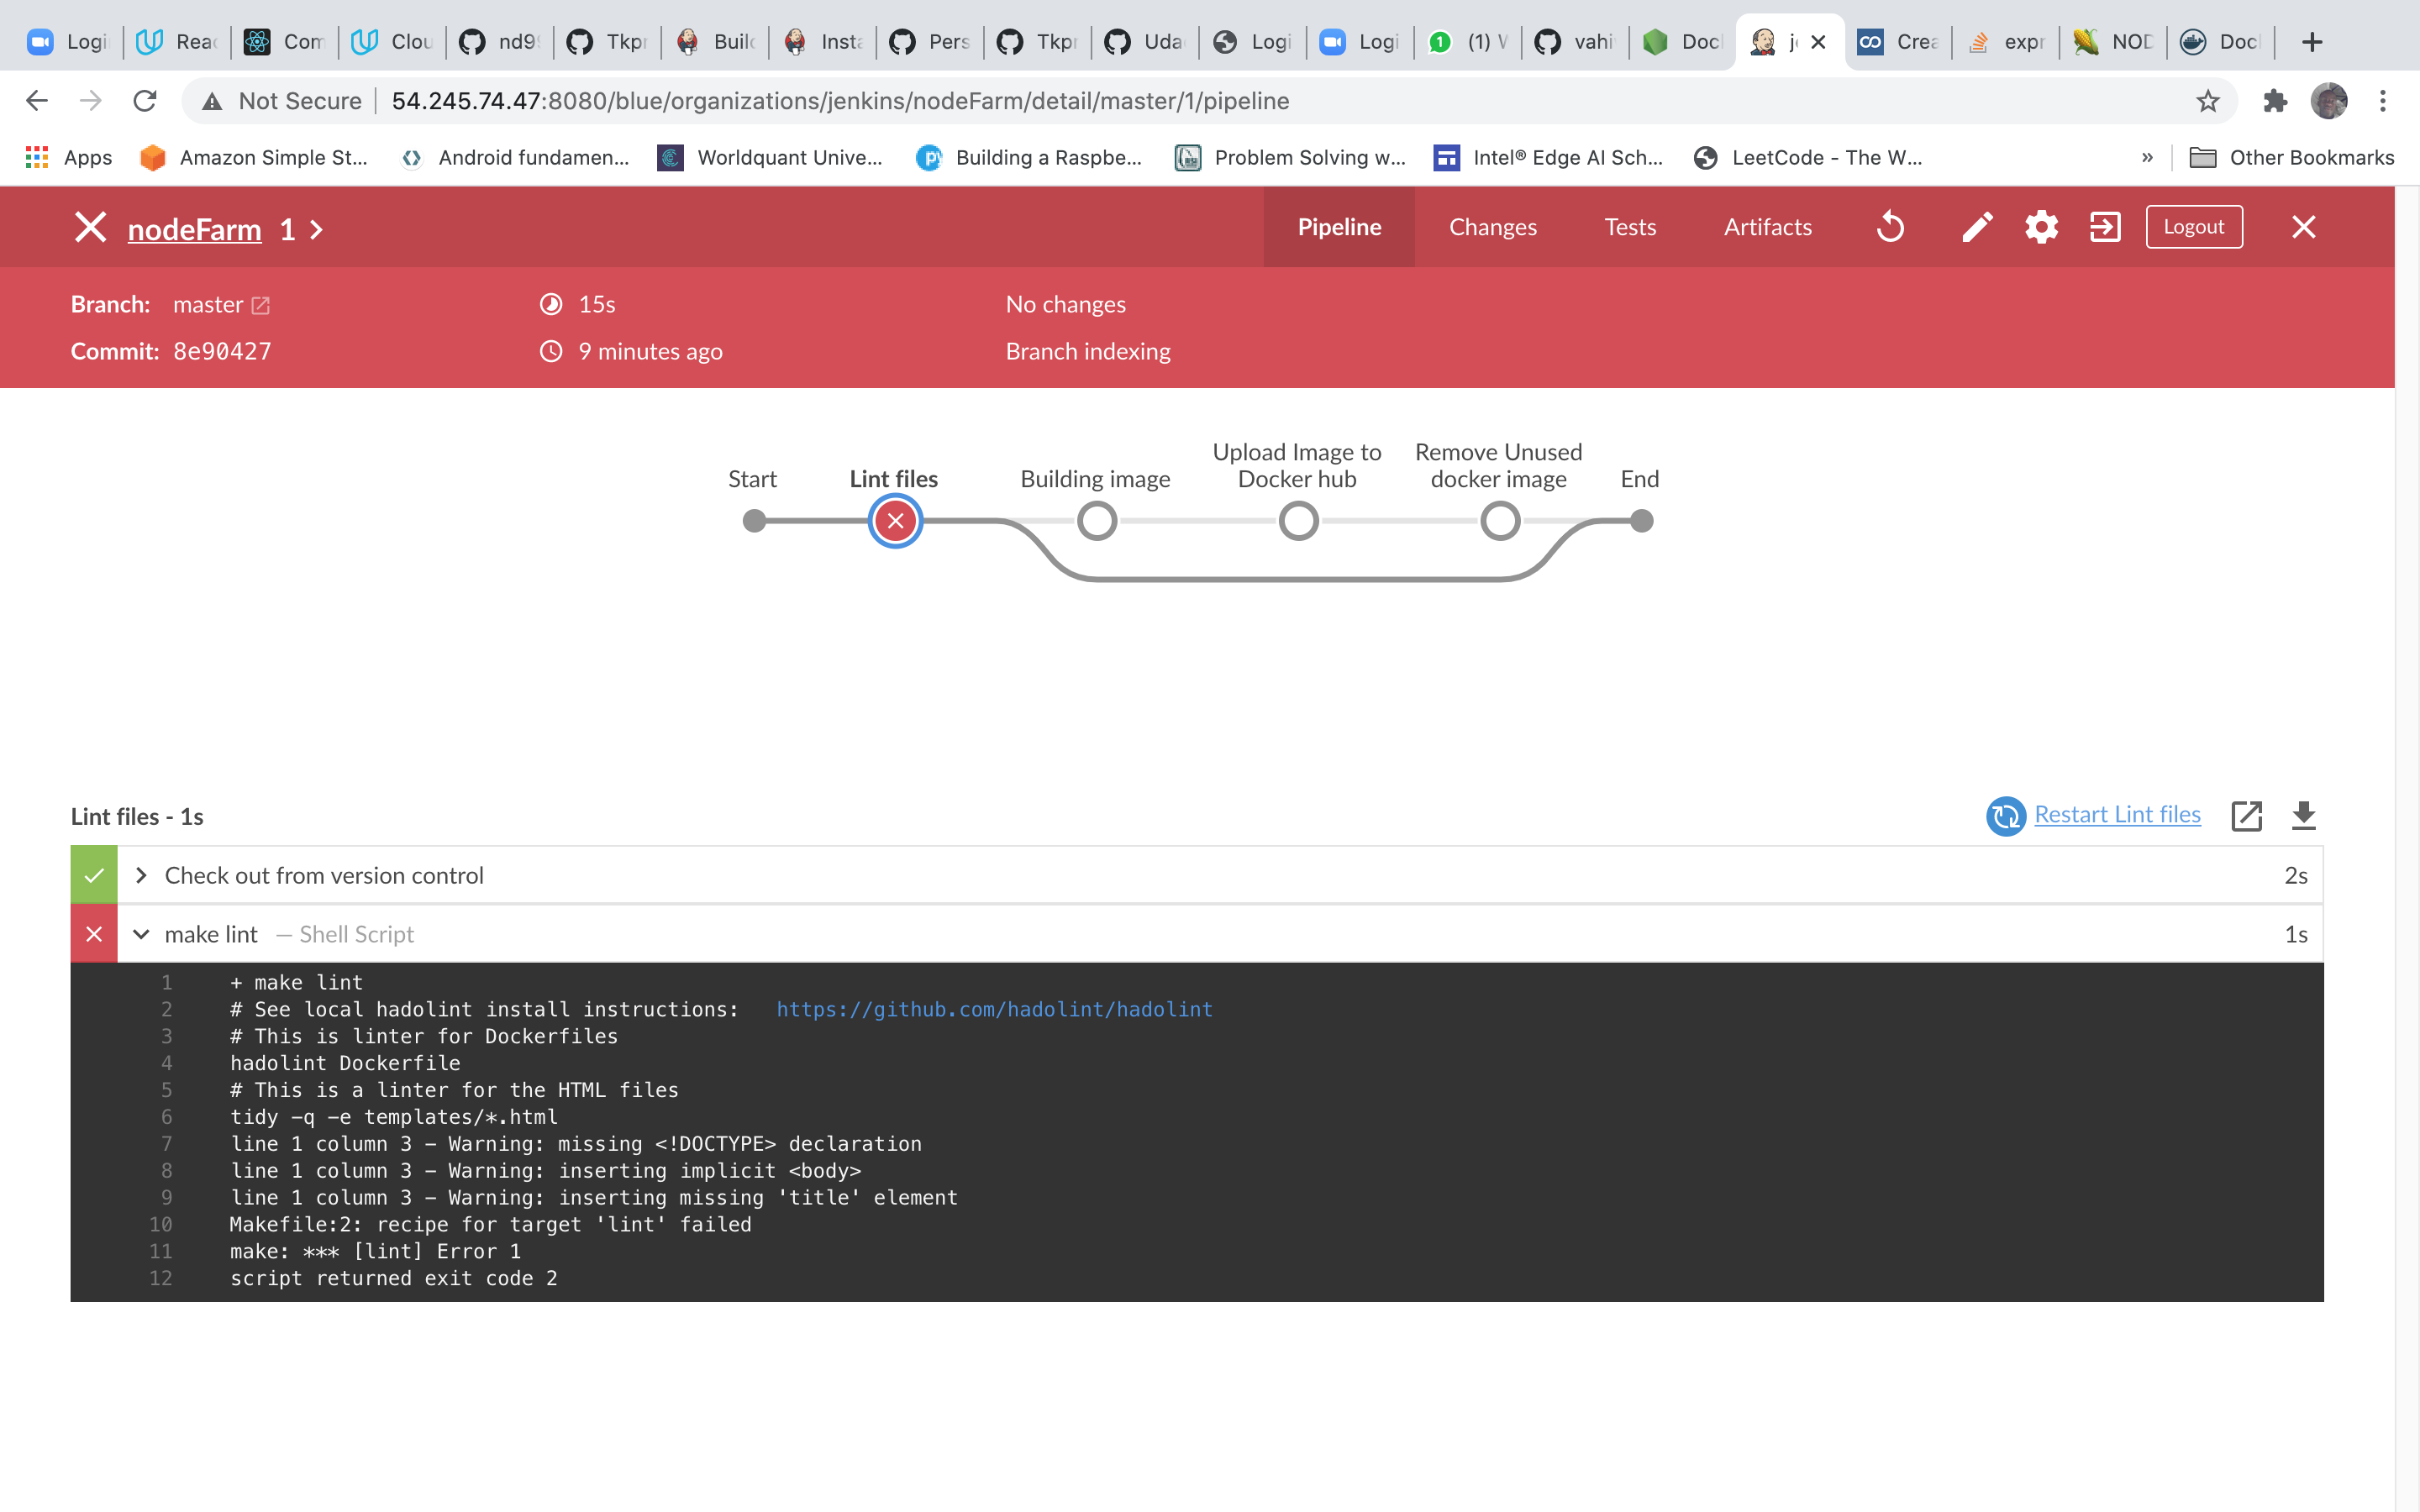 Logi Rea Com Clou nd9 Tkpr Builc Insta Pers Tkpr Uda Logi Logi 1 (1) W vahi Doc j Crea expr NOD Doc
Not Secure 54.245.74.47:8080/blue/organizations/jenkins/nodeFarm/detail/master/1/pipeline
Apps Amazon Simple St... Android fundamen... Worldquant Unive... Building a Raspbe... Problem Solving w... Intel® Edge AI Sch... LeetCode - The W... » Other Bookmarks
nodeFarm 1 Pipeline Changes Tests Artifacts Logout
Branch: master 15s No changes
Commit: 8e90427 9 minutes ago Branch indexing
Upload Image to Remove Unused
Start Lint files Building image Docker hub docker image End
Lint files - 1s Restart Lint files
Check out from version control 2s
make lint — Shell Script 1s
1 + make lint
2 # See local hadolint install instructions: https://github.com/hadolint/hadolint
3 # This is linter for Dockerfiles
4 hadolint Dockerfile
5 # This is a linter for the HTML files
6 tidy -q -e templates/*.html
7 line 1 column 3 - Warning: missing <!DOCTYPE> declaration
8 line 1 column 3 - Warning: inserting implicit <body>
9 line 1 column 3 - Warning: inserting missing 'title' element
10 Makefile:2: recipe for target 'lint' failed
11 make: *** [lint] Error 1
12 script returned exit code 2